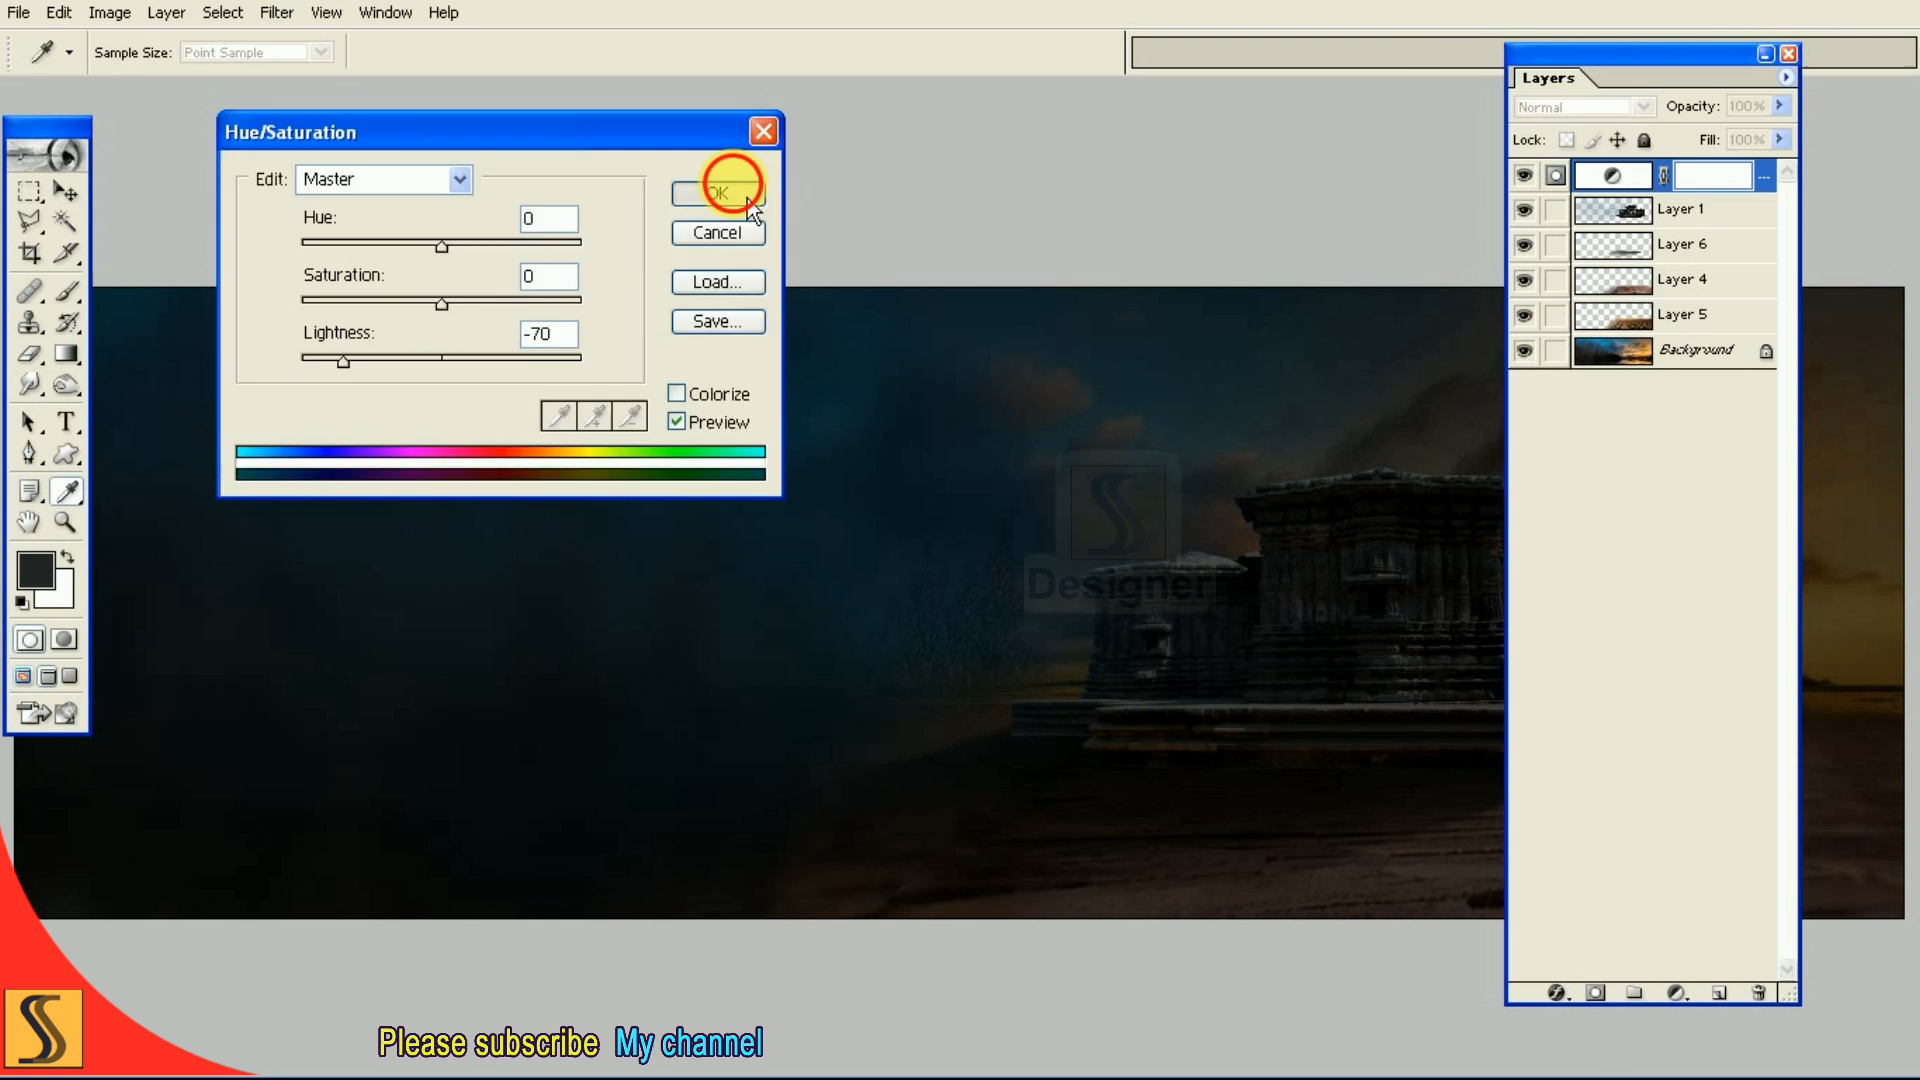 File Edit Image Layer Select Filter View Window Help
Sample Size: Point Sample
Hue/Saturation
Edit: Master
Hue: 0
Saturation: 0
Lightness: -70
OK
Cancel
Load...
Save...
Colorize
Preview
Layers
Normal Opacity: 100%
Lock: Fill: 100%
Layer 1
Layer 6
Layer 4
Layer 5
Background
Designer
Please subscribe My channel